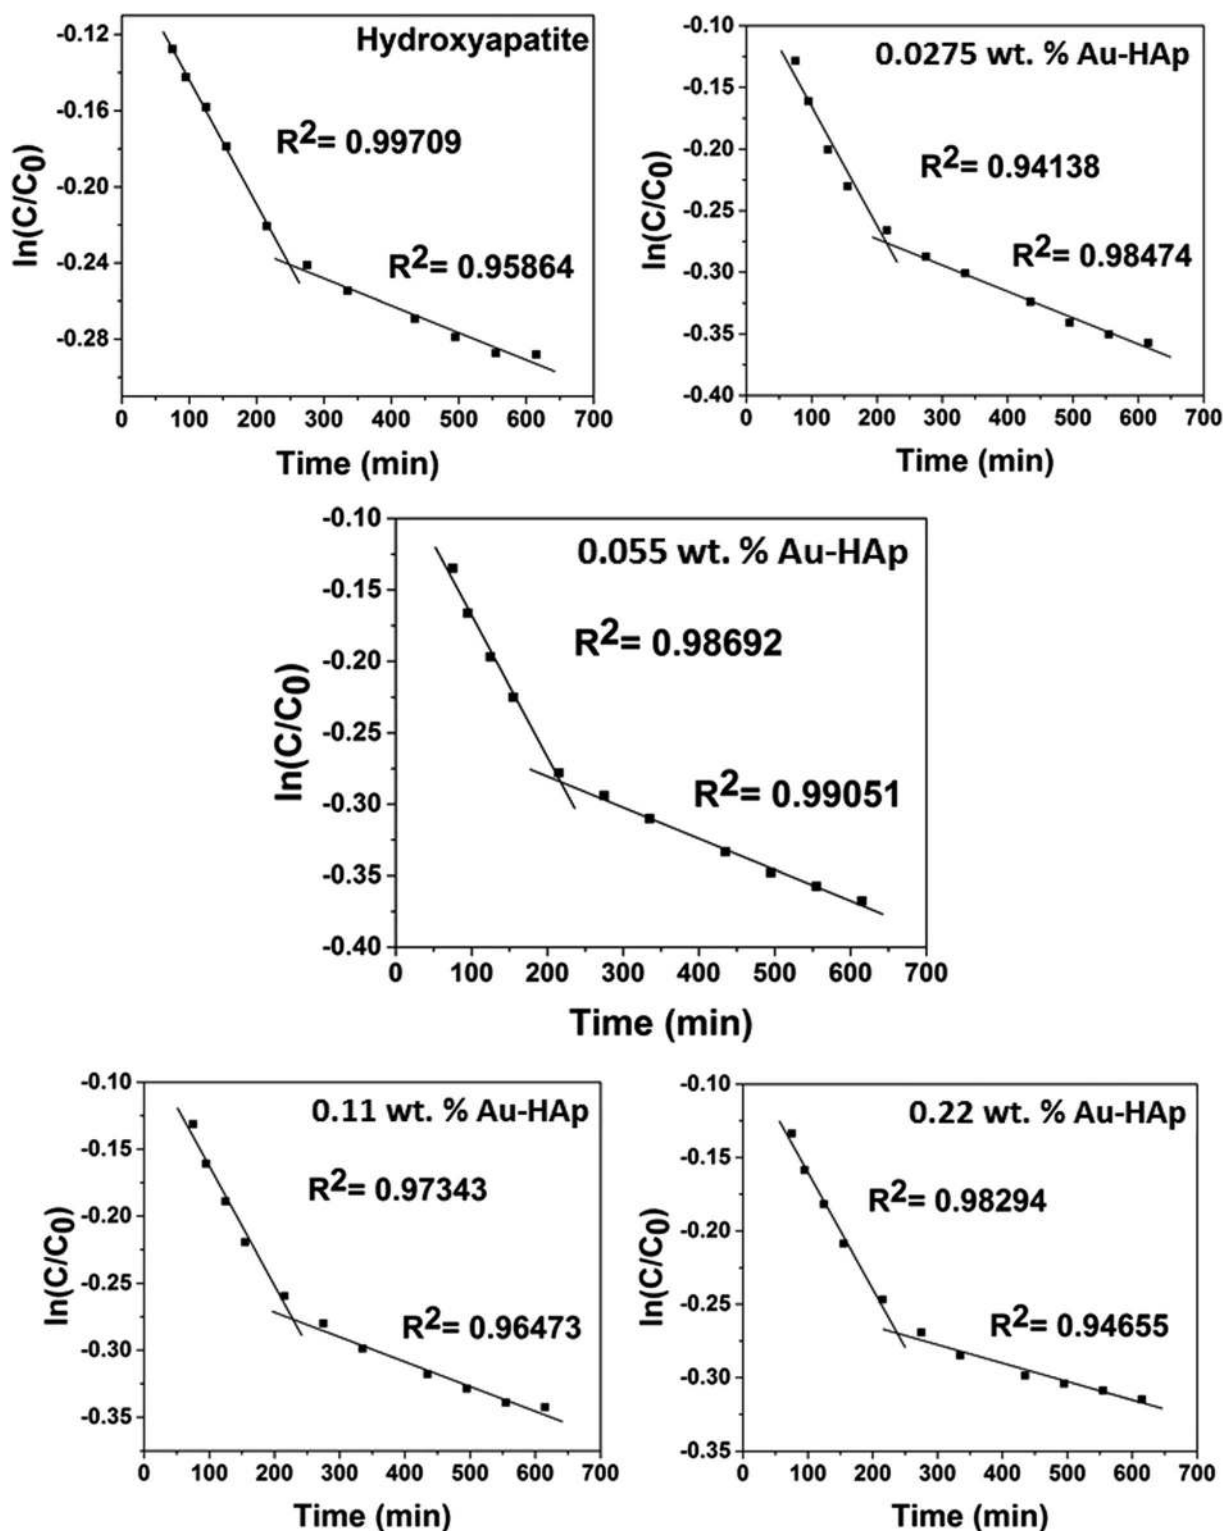 Hydroxyapatite
R2= 0.99709
R2= 0.95864
ln(C/C0)
-0.12
-0.16
-0.20
-0.24
-0.28
0 100 200 300 400 500 600 700
Time (min)
0.0275 wt. % Au-HAp
R2= 0.94138
R2= 0.98474
ln(C/C0)
-0.10
-0.15
-0.20
-0.25
-0.30
-0.35
-0.40
0 100 200 300 400 500 600 700
Time (min)
0.055 wt. % Au-HAp
R2= 0.98692
R2= 0.99051
ln(C/C0)
-0.10
-0.15
-0.20
-0.25
-0.30
-0.35
-0.40
0 100 200 300 400 500 600 700
Time (min)
0.11 wt. % Au-HAp
R2= 0.97343
R2= 0.96473
ln(C/C0)
-0.10
-0.15
-0.20
-0.25
-0.30
-0.35
0 100 200 300 400 500 600 700
Time (min)
0.22 wt. % Au-HAp
R2= 0.98294
R2= 0.94655
ln(C/C0)
-0.10
-0.15
-0.20
-0.25
-0.30
-0.35
0 100 200 300 400 500 600 700
Time (min)